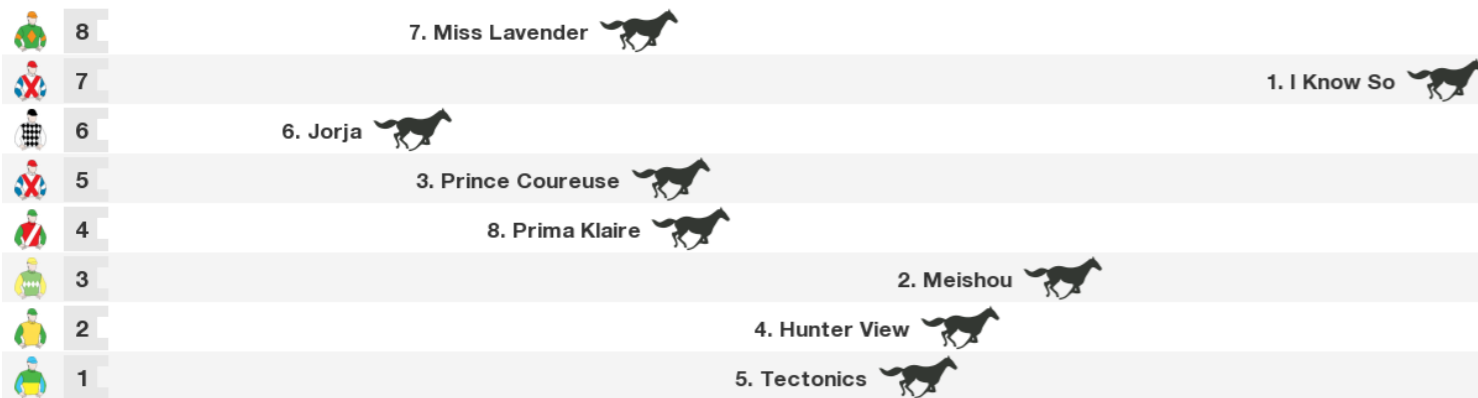 8 7. Miss Lavender
7 1. I Know So
6 6. Jorja
5 3. Prince Coureuse
4 8. Prima Klaire
3 2. Meishou
2 4. Hunter View
1 5. Tectonics